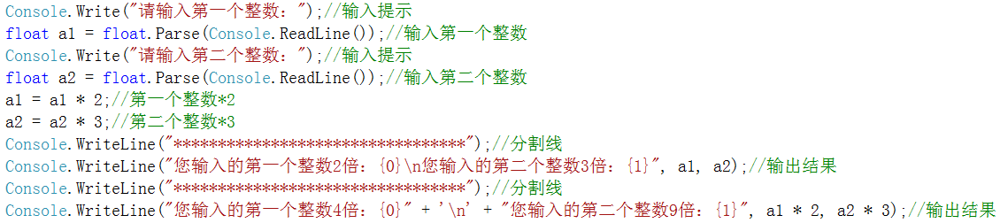 Console.Write("请输入第一个整数：");//输入提示
float a1 = float.Parse(Console.ReadLine());//输入第一个整数
Console.Write("请输入第二个整数：");//输入提示
float a2 = float.Parse(Console.ReadLine());//输入第二个整数
a1 = a1 * 2;//第一个整数*2
a2 = a2 * 3;//第二个整数*3
Console.WriteLine("*********************************");//分割线
Console.WriteLine("您输入的第一个整数2倍：{0}\n您输入的第二个整数3倍：{1}", a1, a2);//输出结果
Console.WriteLine("*********************************");//分割线
Console.WriteLine("您输入的第一个整数4倍：{0}" + '\n' + "您输入的第二个整数9倍：{1}", a1 * 2, a2 * 3);//输出结果